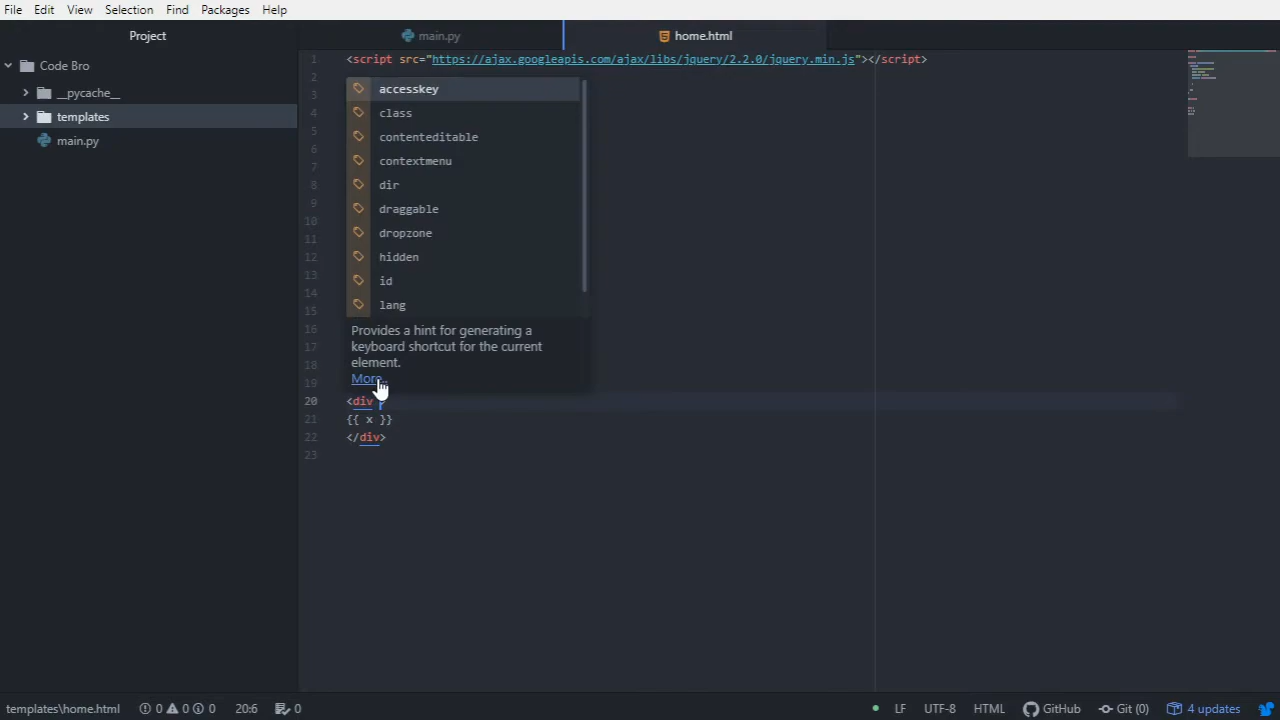 File Edit View Selection Find Packages Help
Project
main.py
home.html
Code Bro
__pycache__
templates
main.py
1 <script src="https://ajax.googleapis.com/ajax/libs/jquery/2.2.0/jquery.min.js"></script>
2
3
4
5
6
7
8
9
10
11
12
13
14
15
16
17
18
19
accesskey
class
contenteditable
contextmenu
dir
draggable
dropzone
hidden
id
lang
Provides a hint for generating a
keyboard shortcut for the current
element.
More..
20 <div
21 {{ x }}
22 </div>
23
templates\home.html 0 0 0 20:6 0 LF UTF-8 HTML GitHub Git (0) 4 updates